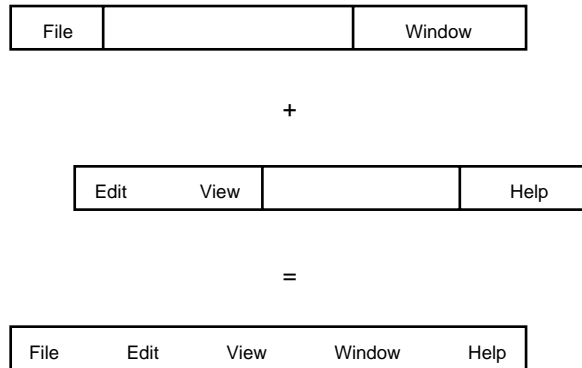 File Window
+
Edit View Help
=
File Edit View Window Help